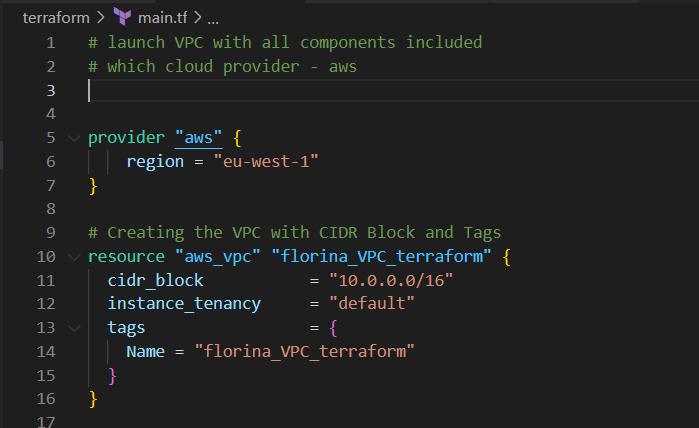 terraform > main.tf > ...
1 # launch VPC with all components included
2 # which cloud provider - aws
3
4
5 provider "aws" {
6     region = "eu-west-1"
7 }
8
9 # Creating the VPC with CIDR Block and Tags
10 resource "aws_vpc" "florina_VPC_terraform" {
11   cidr_block           = "10.0.0.0/16"
12   instance_tenancy     = "default"
13   tags                 = {
14     Name = "florina_VPC_terraform"
15   }
16 }
17